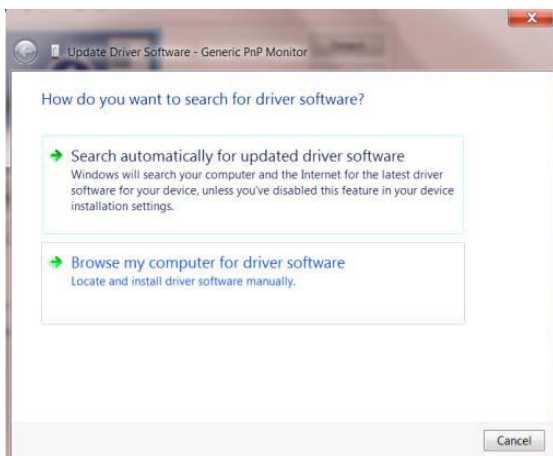 Update Driver Software - Generic PnP Monitor
How do you want to search for driver software?
Search automatically for updated driver software
Windows will search your computer and the Internet for the latest driver
software for your device, unless you've disabled this feature in your device
installation settings.
Browse my computer for driver software
Locate and install driver software manually.
Cancel